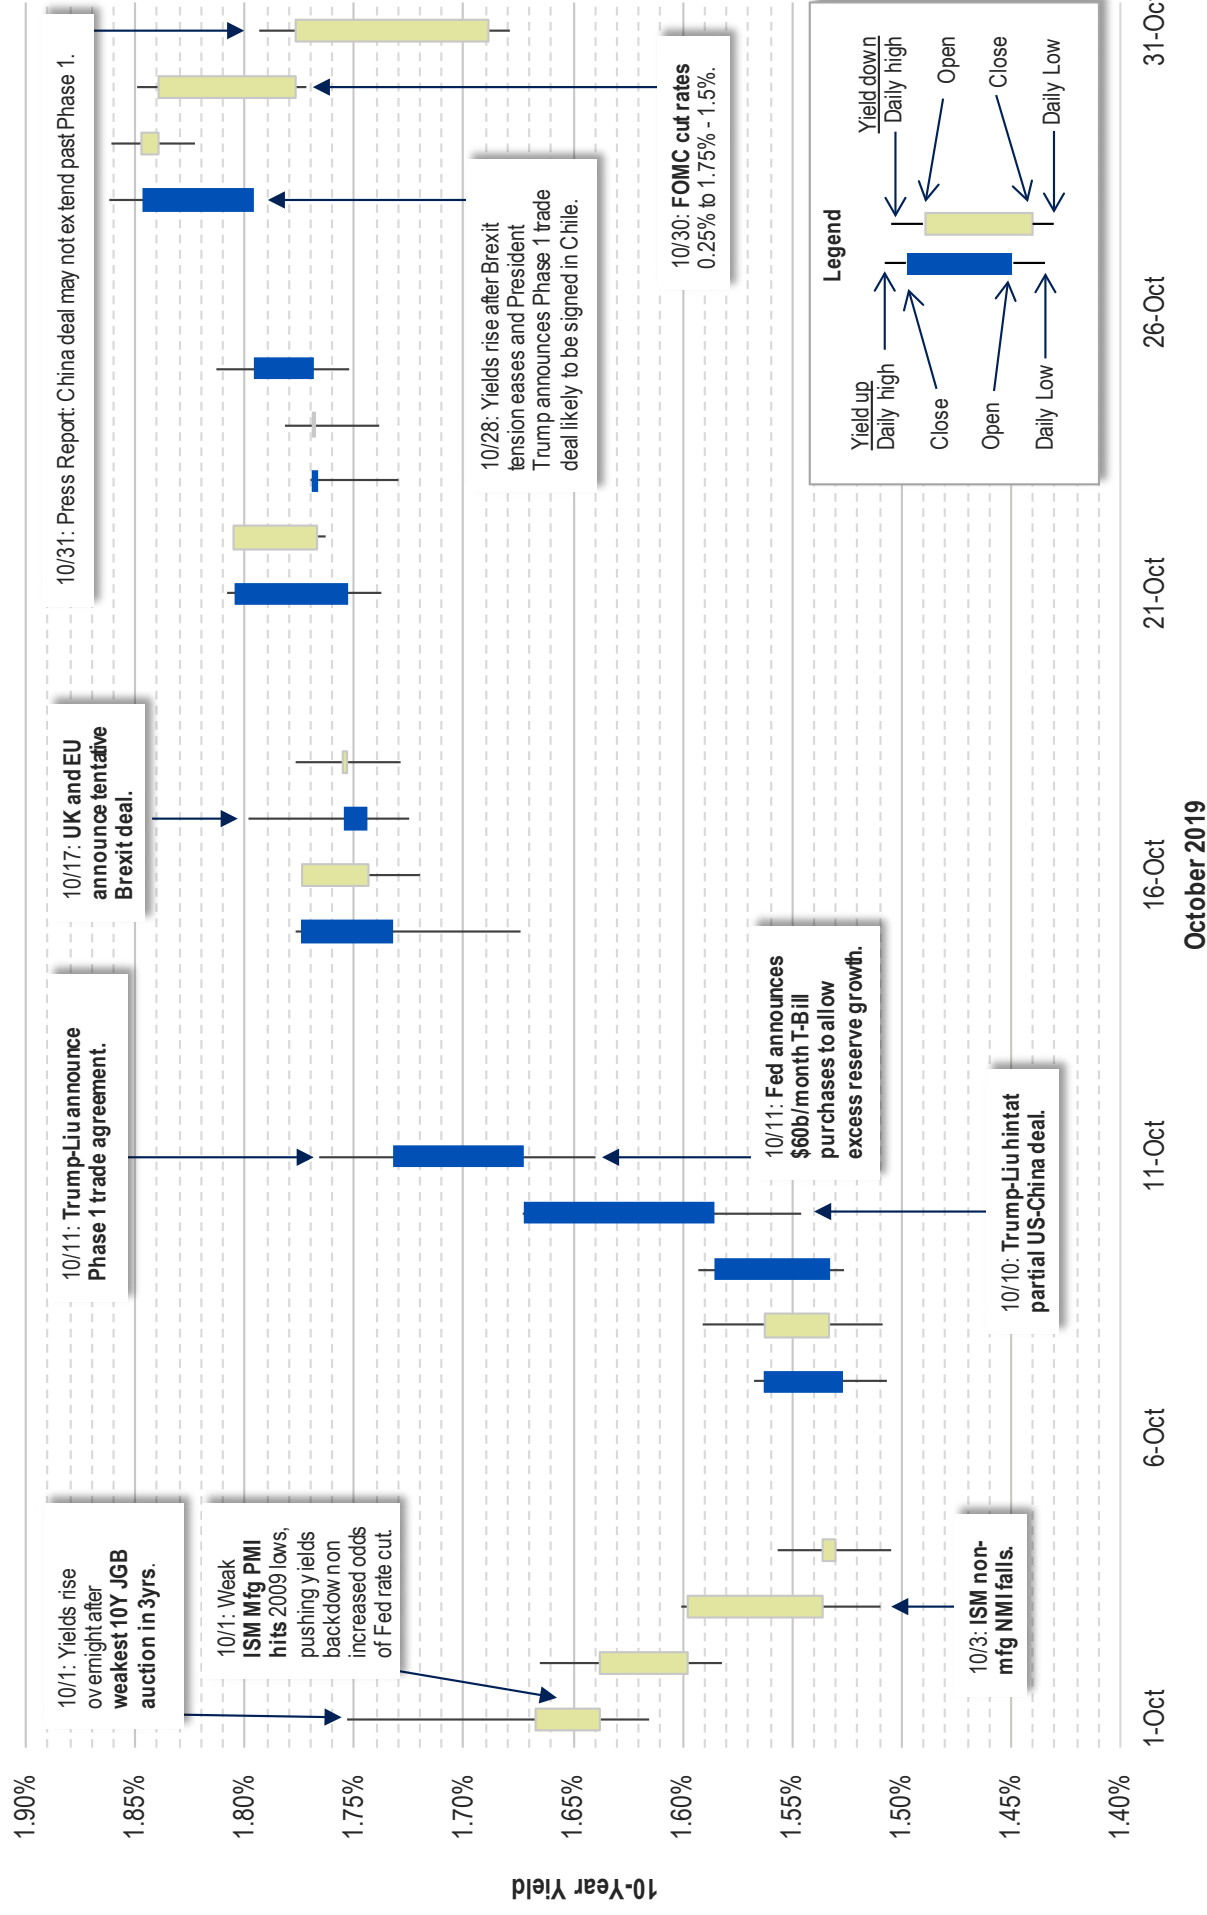 10/1: Yields rise
overnight after
weakest 10Y JGB
auction in 3yrs.
10/1: Weak
ISM Mfg PMI
hits 2009 lows,
pushing yields
back down on
increased odds
of Fed rate cut.
10/3: ISM non-
mfg NMI falls.
10/11: Trump-Liu announce
Phase 1 trade agreement.
10/11: Fed announces
$60b/month T-Bill
purchases to allow
excess reserve growth.
10/10: Trump-Liu hint at
partial US-China deal.
10/17: UK and EU
announce tentative
Brexit deal.
10/31: Press Report: China deal may not extend past Phase 1.
10/28: Yields rise after Brexit
tension eases and President
Trump announces Phase 1 trade
deal likely to be signed in Chile.
10/30: FOMC cut rates
0.25% to 1.75% - 1.5%.
Legend
Yield up
Daily high
Close
Open
Daily Low
Yield down
Daily high
Open
Close
Daily Low
10-Year Yield
1.90%
1.85%
1.80%
1.75%
1.70%
1.65%
1.60%
1.55%
1.50%
1.45%
1.40%
1-Oct
6-Oct
11-Oct
16-Oct
21-Oct
26-Oct
31-Oct
October 2019